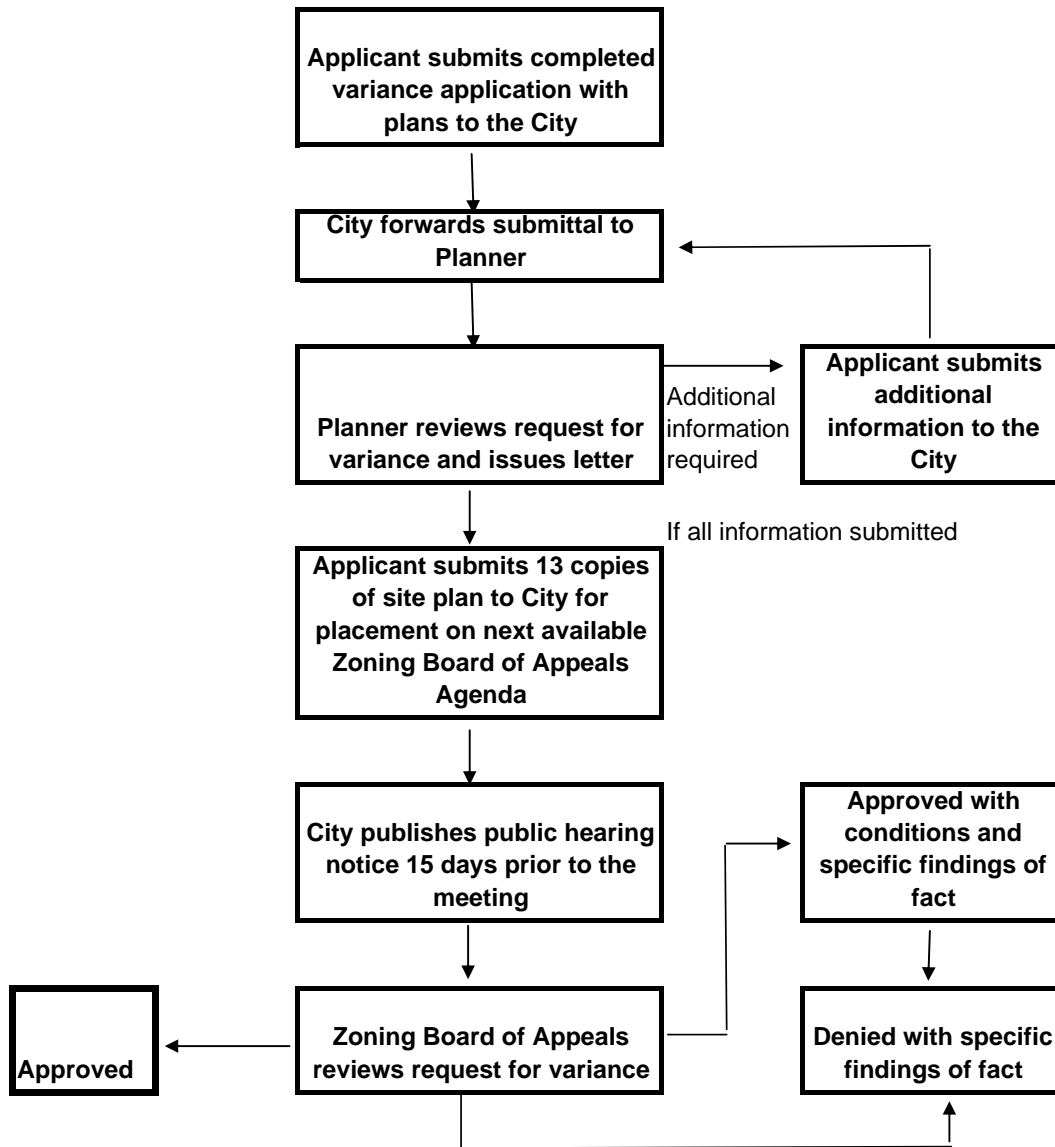 Applicant submits completed
variance application with
plans to the City
City forwards submittal to
Planner
Planner reviews request for
variance and issues letter
Additional
information
required
Applicant submits
additional
information to the
City
If all information submitted
Applicant submits 13 copies
of site plan to City for
placement on next available
Zoning Board of Appeals
Agenda
City publishes public hearing
notice 15 days prior to the
meeting
Approved with
conditions and
specific findings of
fact
Approved
Zoning Board of Appeals
reviews request for variance
Denied with specific
findings of fact